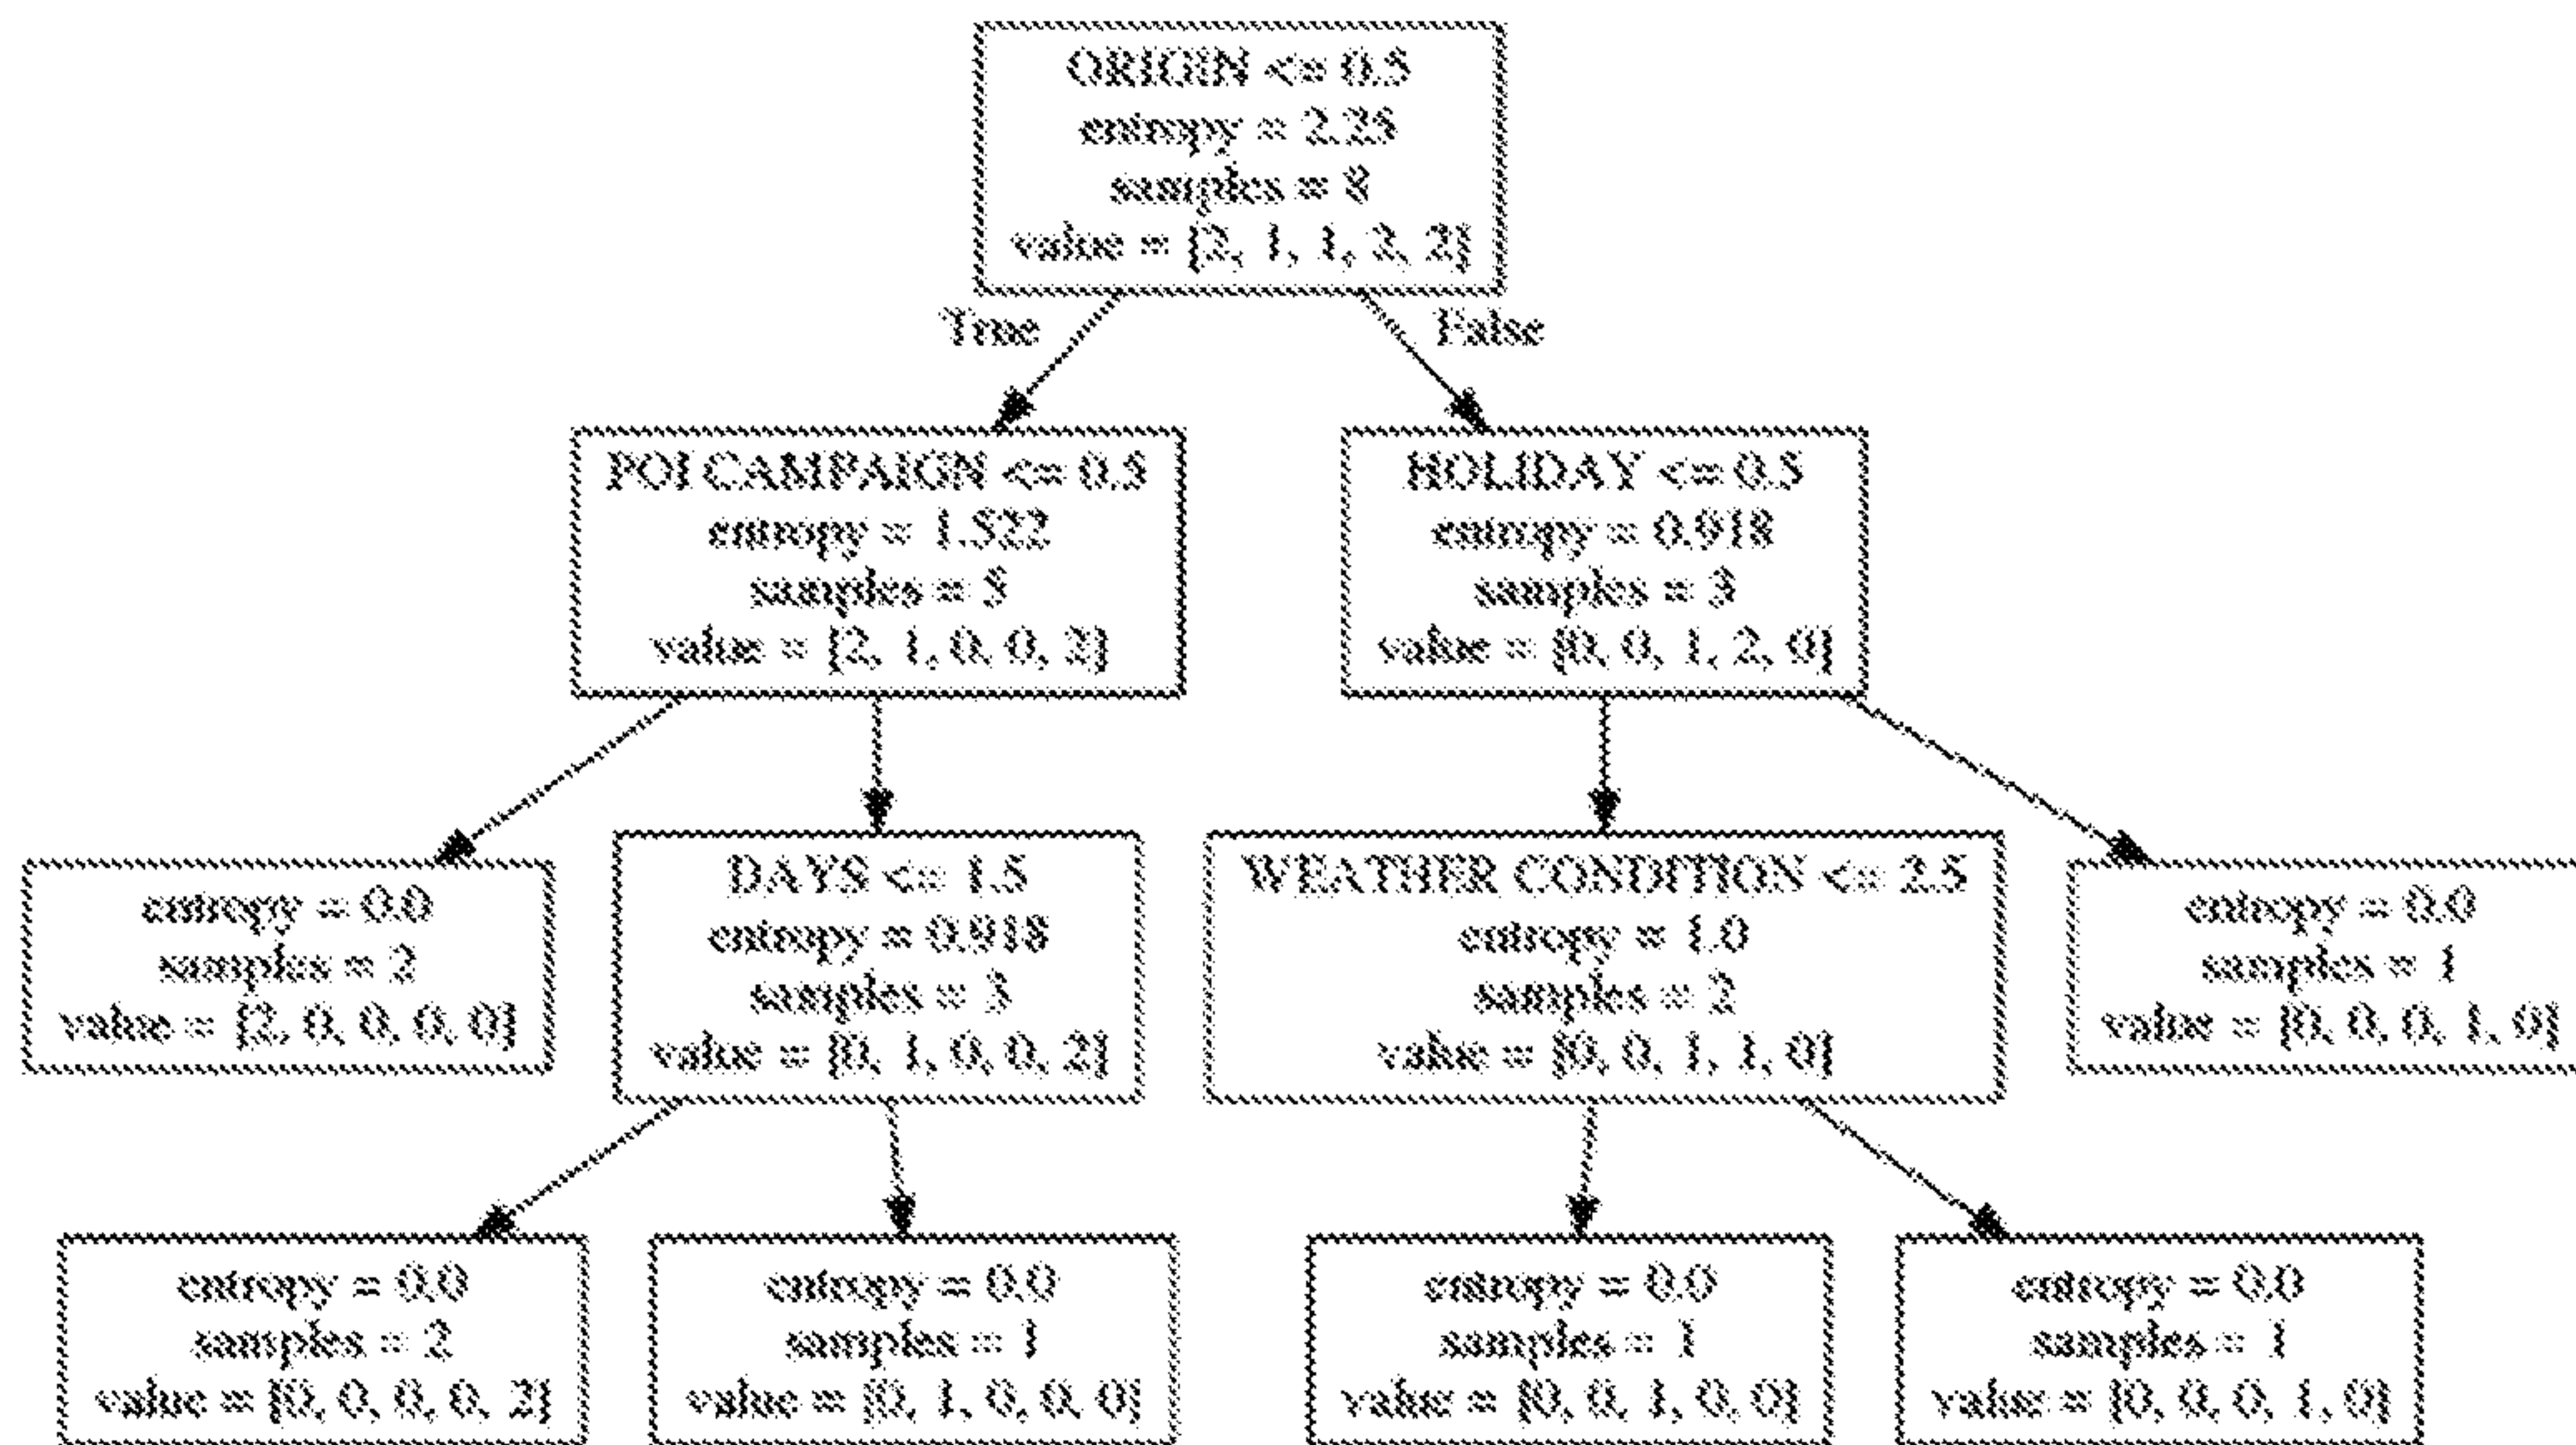 ORIGIN <= 0.5
entropy = 2.25
samples = 8
value = [2, 1, 1, 2, 2]
True
False
POI CAMPAIGN <= 0.5
entropy = 1.522
samples = 5
value = [2, 1, 0, 0, 2]
HOLIDAY <= 0.5
entropy = 0.918
samples = 3
value = [0, 0, 1, 2, 0]
entropy = 0.0
samples = 2
value = [2, 0, 0, 0, 0]
DAYS <= 1.5
entropy = 0.918
samples = 3
value = [0, 1, 0, 0, 2]
WEATHER CONDITION <= 2.5
entropy = 1.0
samples = 2
value = [0, 0, 1, 1, 0]
entropy = 0.0
samples = 1
value = [0, 0, 0, 1, 0]
entropy = 0.0
samples = 2
value = [0, 0, 0, 0, 2]
entropy = 0.0
samples = 1
value = [0, 1, 0, 0, 0]
entropy = 0.0
samples = 1
value = [0, 0, 1, 0, 0]
entropy = 0.0
samples = 1
value = [0, 0, 0, 1, 0]